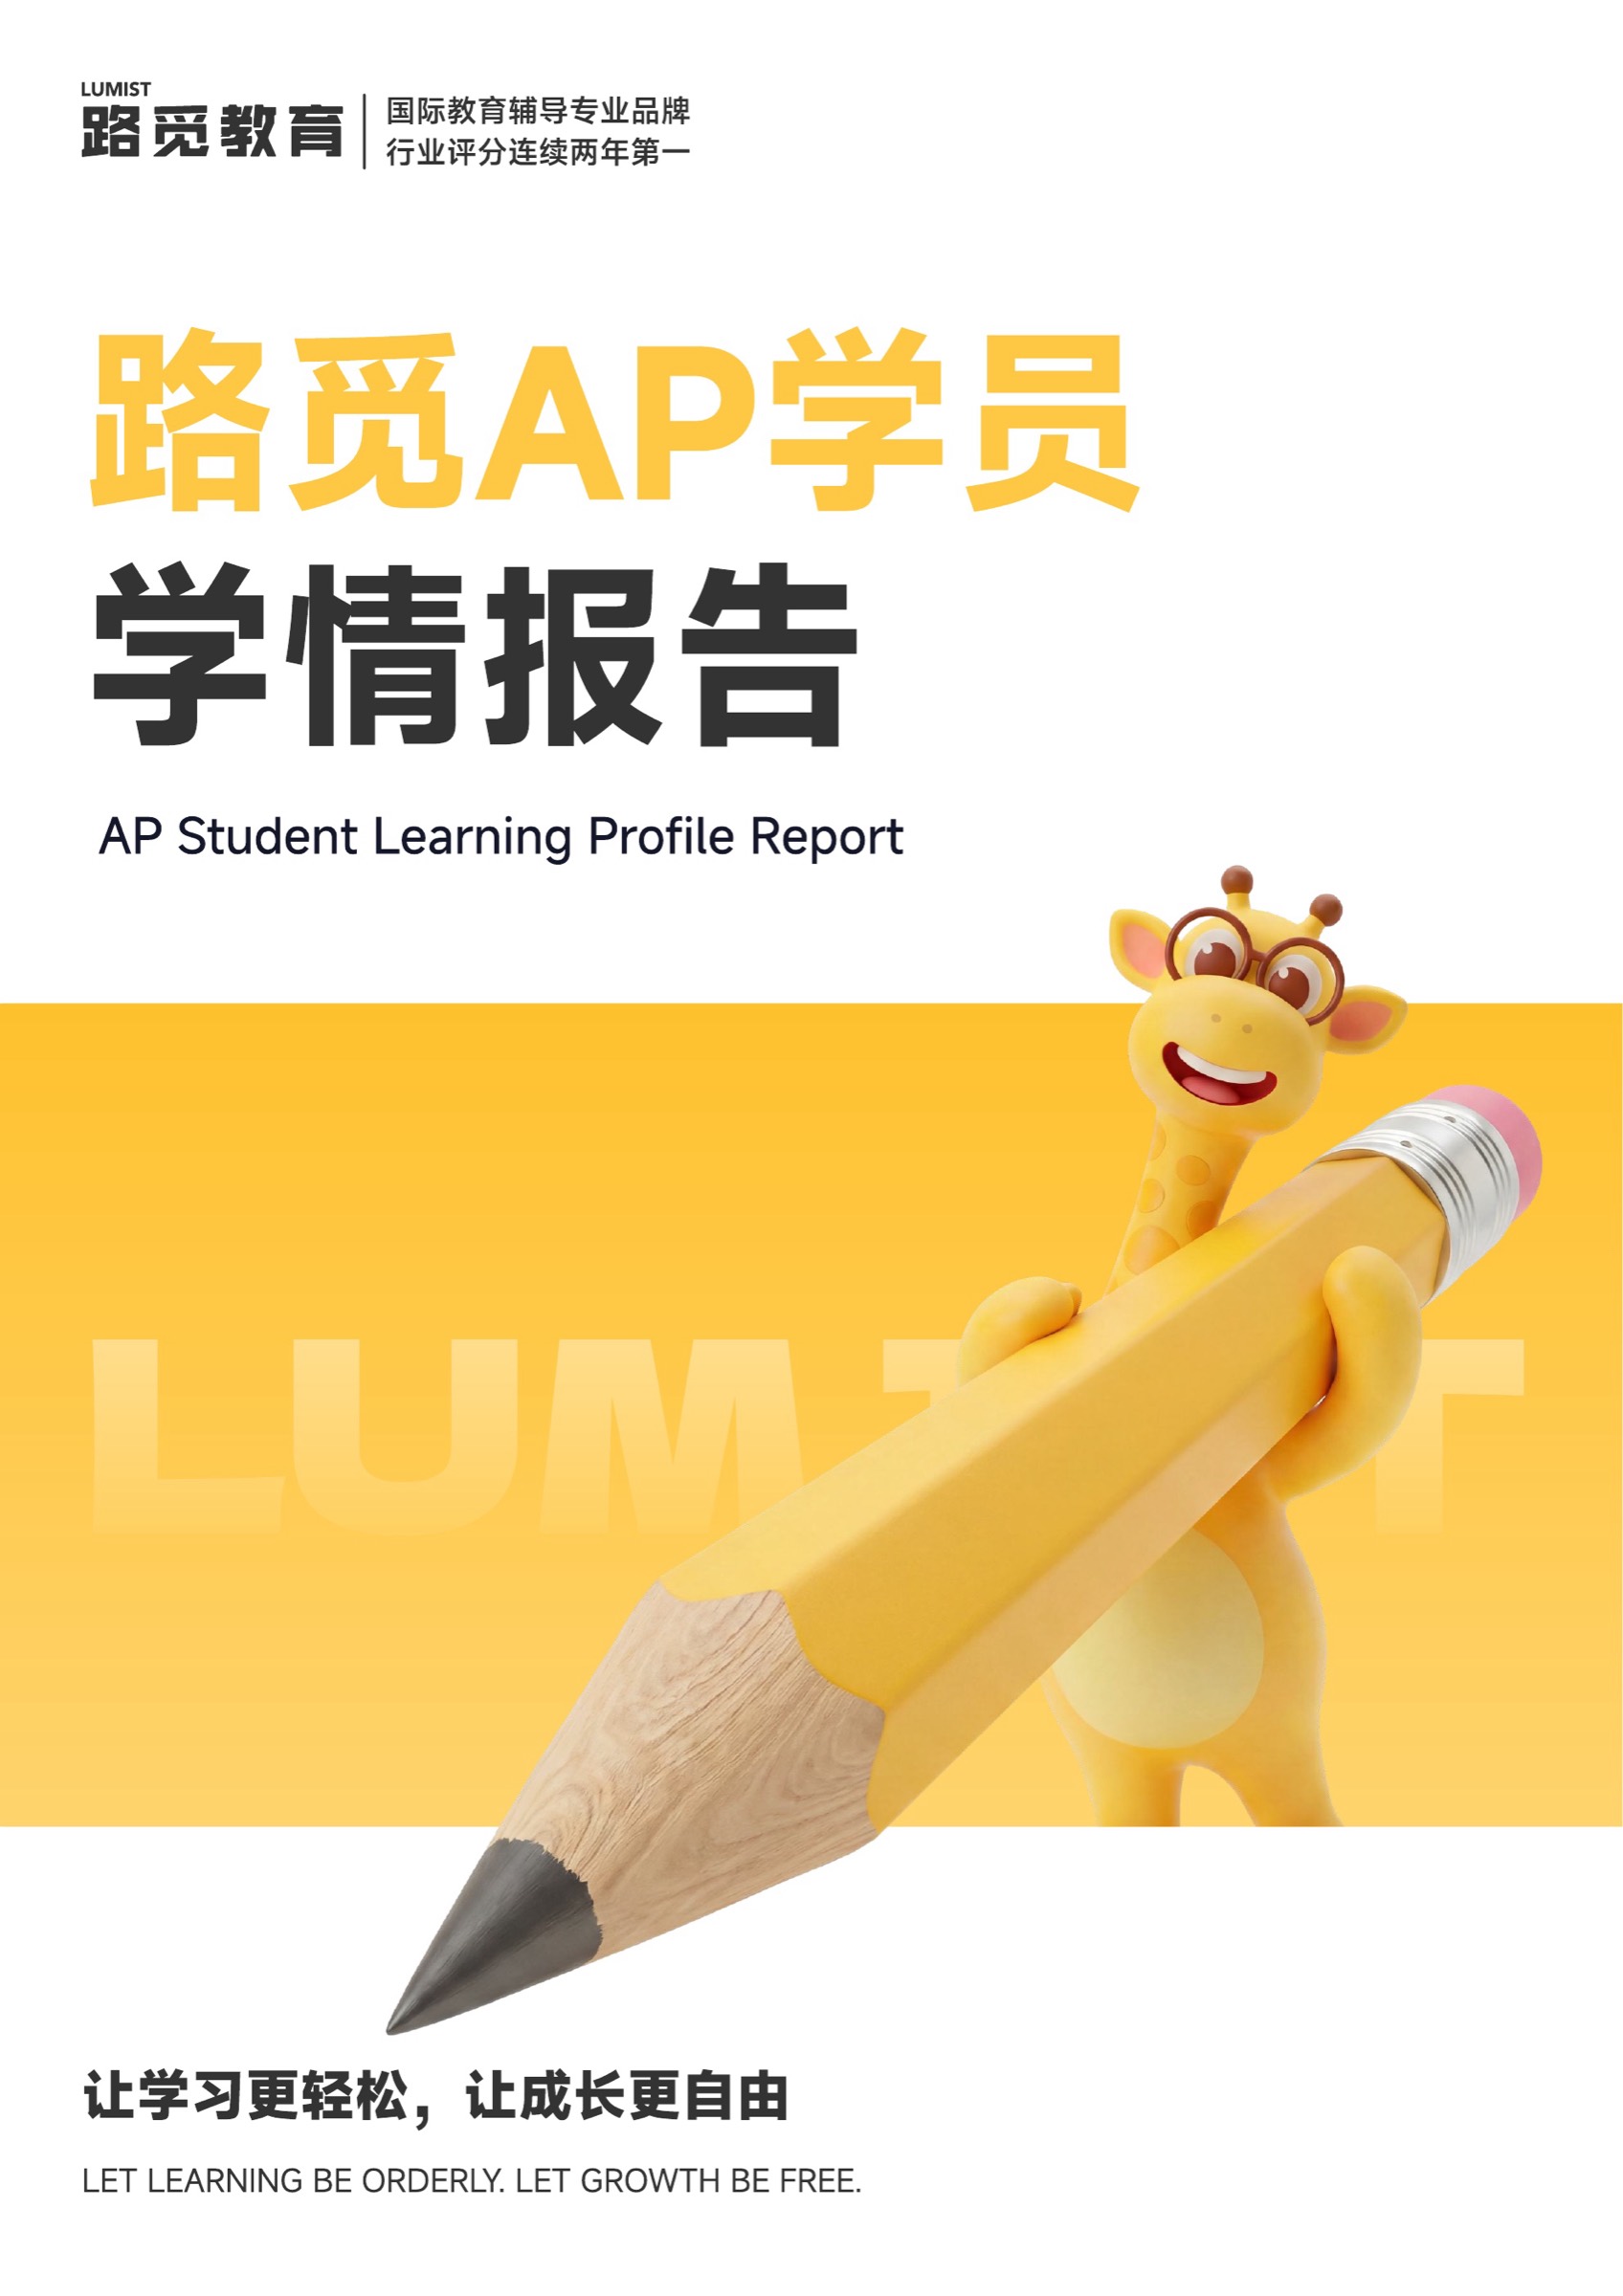 LUMIST
路觅教育
国际教育辅导专业品牌
行业评分连续两年第一
路觅AP学员
学情报告
AP Student Learning Profile Report
LUMIST
让学习更轻松，让成长更自由
LET LEARNING BE ORDERLY. LET GROWTH BE FREE.